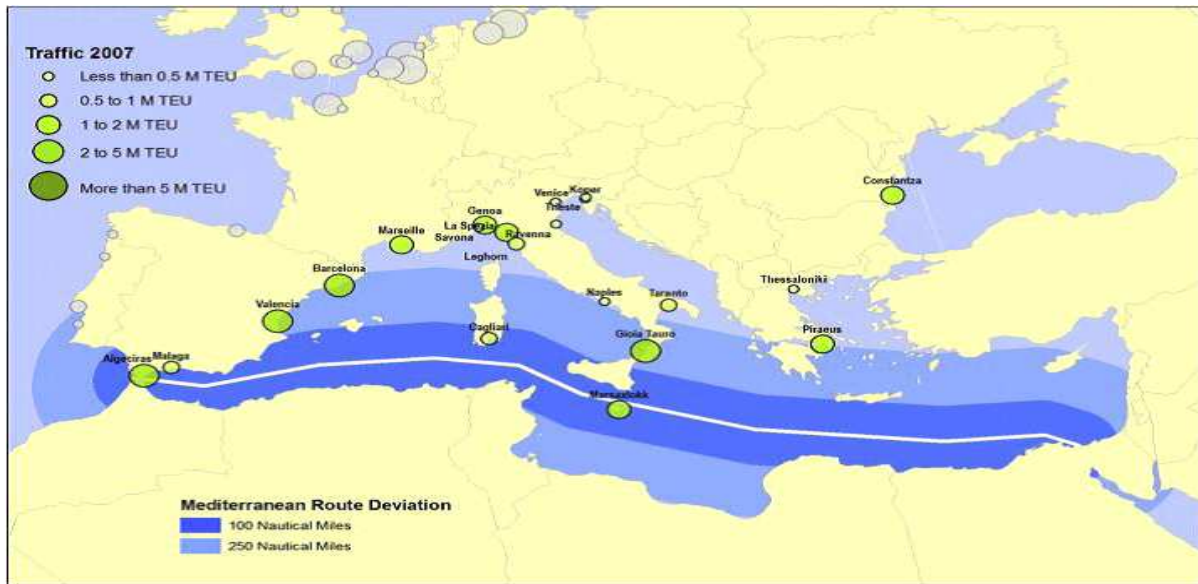 Traffic 2007
Less than 0.5 M TEU
0.5 to 1 M TEU
1 to 2 M TEU
2 to 5 M TEU
More than 5 M TEU
Constantza
Venice
Koper
Trieste
Genoa
La Spezia
Savona
Ravenna
Marseille
Leghorn
Barcelona
Thessaloniki
Naples
Taranto
Valencia
Cagliari
Gioia Tauro
Piraeus
Algeciras
Malaga
Marsaxlokk
Mediterranean Route Deviation
100 Nautical Miles
250 Nautical Miles